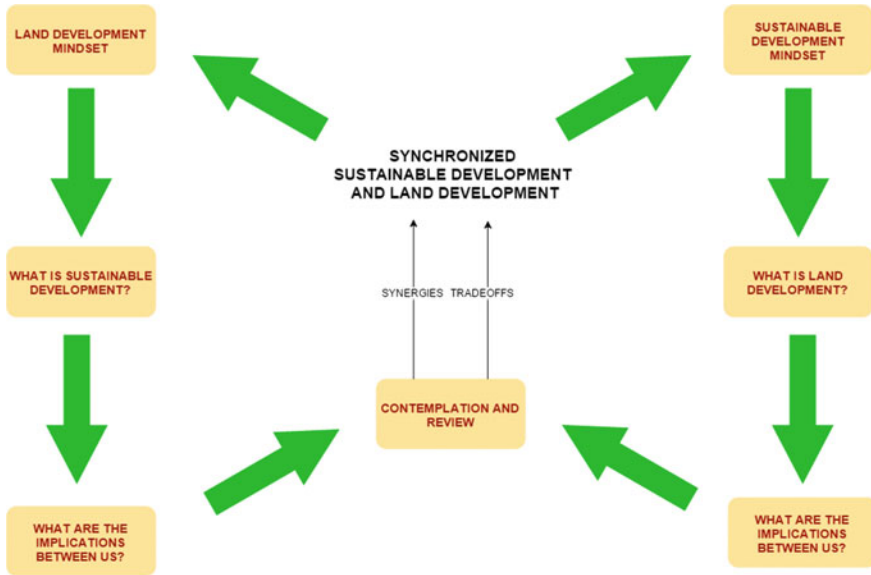 LAND DEVELOPMENT
MINDSET
SUSTAINABLE
DEVELOPMENT
MINDSET
SYNCHRONIZED
SUSTAINABLE DEVELOPMENT
AND LAND DEVELOPMENT
WHAT IS SUSTAINABLE
DEVELOPMENT?
WHAT IS LAND
DEVELOPMENT?
SYNERGIES TRADEOFFS
CONTEMPLATION AND
REVIEW
WHAT ARE THE
IMPLICATIONS
BETWEEN US?
WHAT ARE THE
IMPLICATIONS
BETWEEN US?